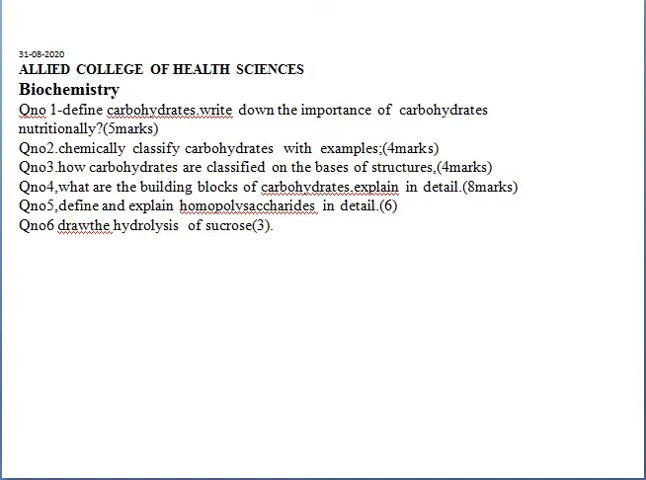 31-08-2020
ALLIED COLLEGE OF HEALTH SCIENCES
Biochemistry
Qno 1-define carbohydrates.write down the importance of carbohydrates
nutritionally?(5marks)
Qno2.chemically classify carbohydrates with examples;(4marks)
Qno3.how carbohydrates are classified on the bases of structures,(4marks)
Qno4,what are the building blocks of carbohydrates.explain in detail.(8marks)
Qno5,define and explain homopolysaccharides in detail.(6)
Qno6 drawthe hydrolysis of sucrose(3).